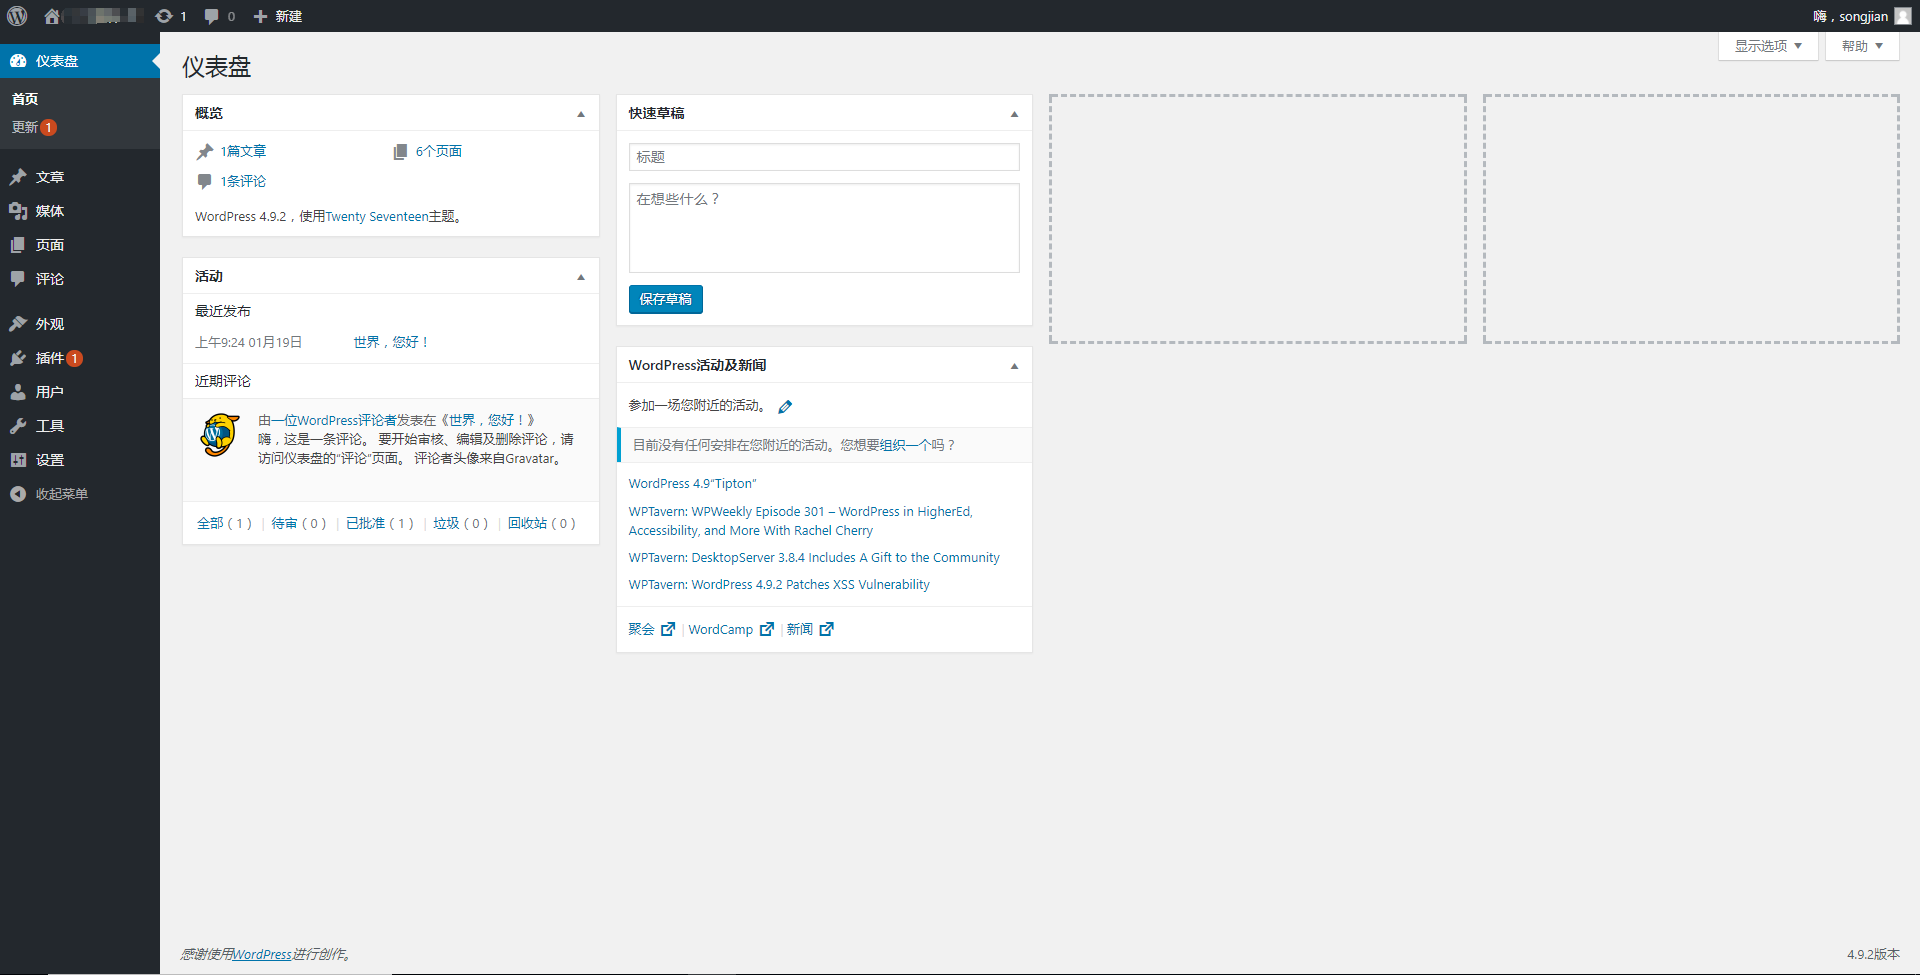 1
0
新建
嗨，songjian
仪表盘
首页
更新 1
文章
媒体
页面
评论
外观
插件 1
用户
工具
设置
收起菜单
显示选项
帮助
仪表盘
概览
1篇文章
6个页面
1条评论
WordPress 4.9.2，使用Twenty Seventeen主题。
活动
最近发布
上午9:24 01月19日
世界，您好！
近期评论
由一位WordPress评论者发表在《世界，您好！》
嗨，这是一条评论。 要开始审核、编辑及删除评论，请
访问仪表盘的“评论”页面。 评论者头像来自Gravatar。
全部（1） | 待审（0） | 已批准（1） | 垃圾（0） | 回收站（0）
快速草稿
标题
在想些什么？
保存草稿
WordPress活动及新闻
参加一场您附近的活动。
目前没有任何安排在您附近的活动。您想要组织一个吗？
WordPress 4.9“Tipton”
WPTavern: WPWeekly Episode 301 – WordPress in HigherEd,
Accessibility, and More With Rachel Cherry
WPTavern: DesktopServer 3.8.4 Includes A Gift to the Community
WPTavern: WordPress 4.9.2 Patches XSS Vulnerability
聚会 | WordCamp | 新闻
感谢使用WordPress进行创作。
4.9.2版本